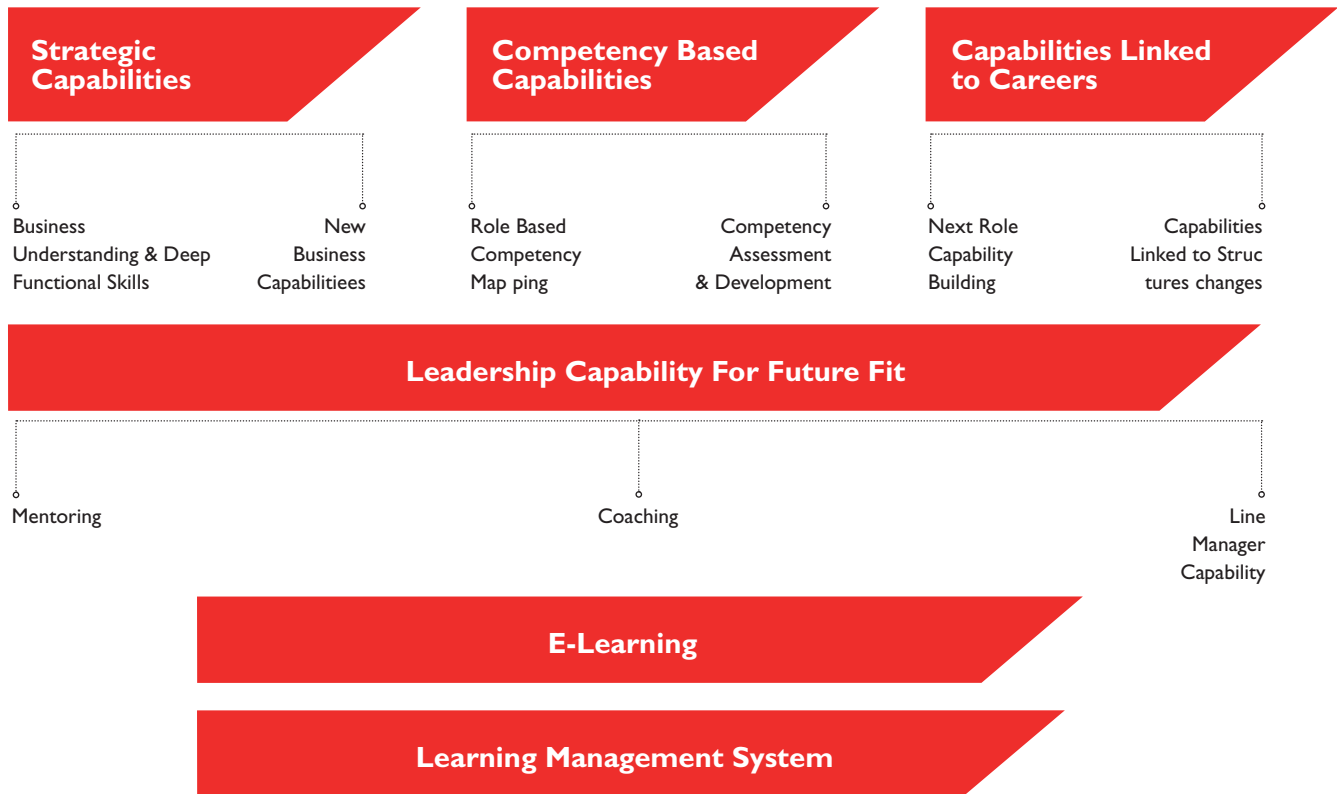 Strategic
Capabilities
Competency Based
Capabilities
Capabilities Linked
to Careers
Business
Understanding & Deep
Functional Skills
New
Business
Capabilitiees
Role Based
Competency
Map ping
Competency
Assessment
& Development
Next Role
Capability
Building
Capabilities
Linked to Struc
tures changes
Leadership Capability For Future Fit
Mentoring
Coaching
Line
Manager
Capability
E-Learning
Learning Management System